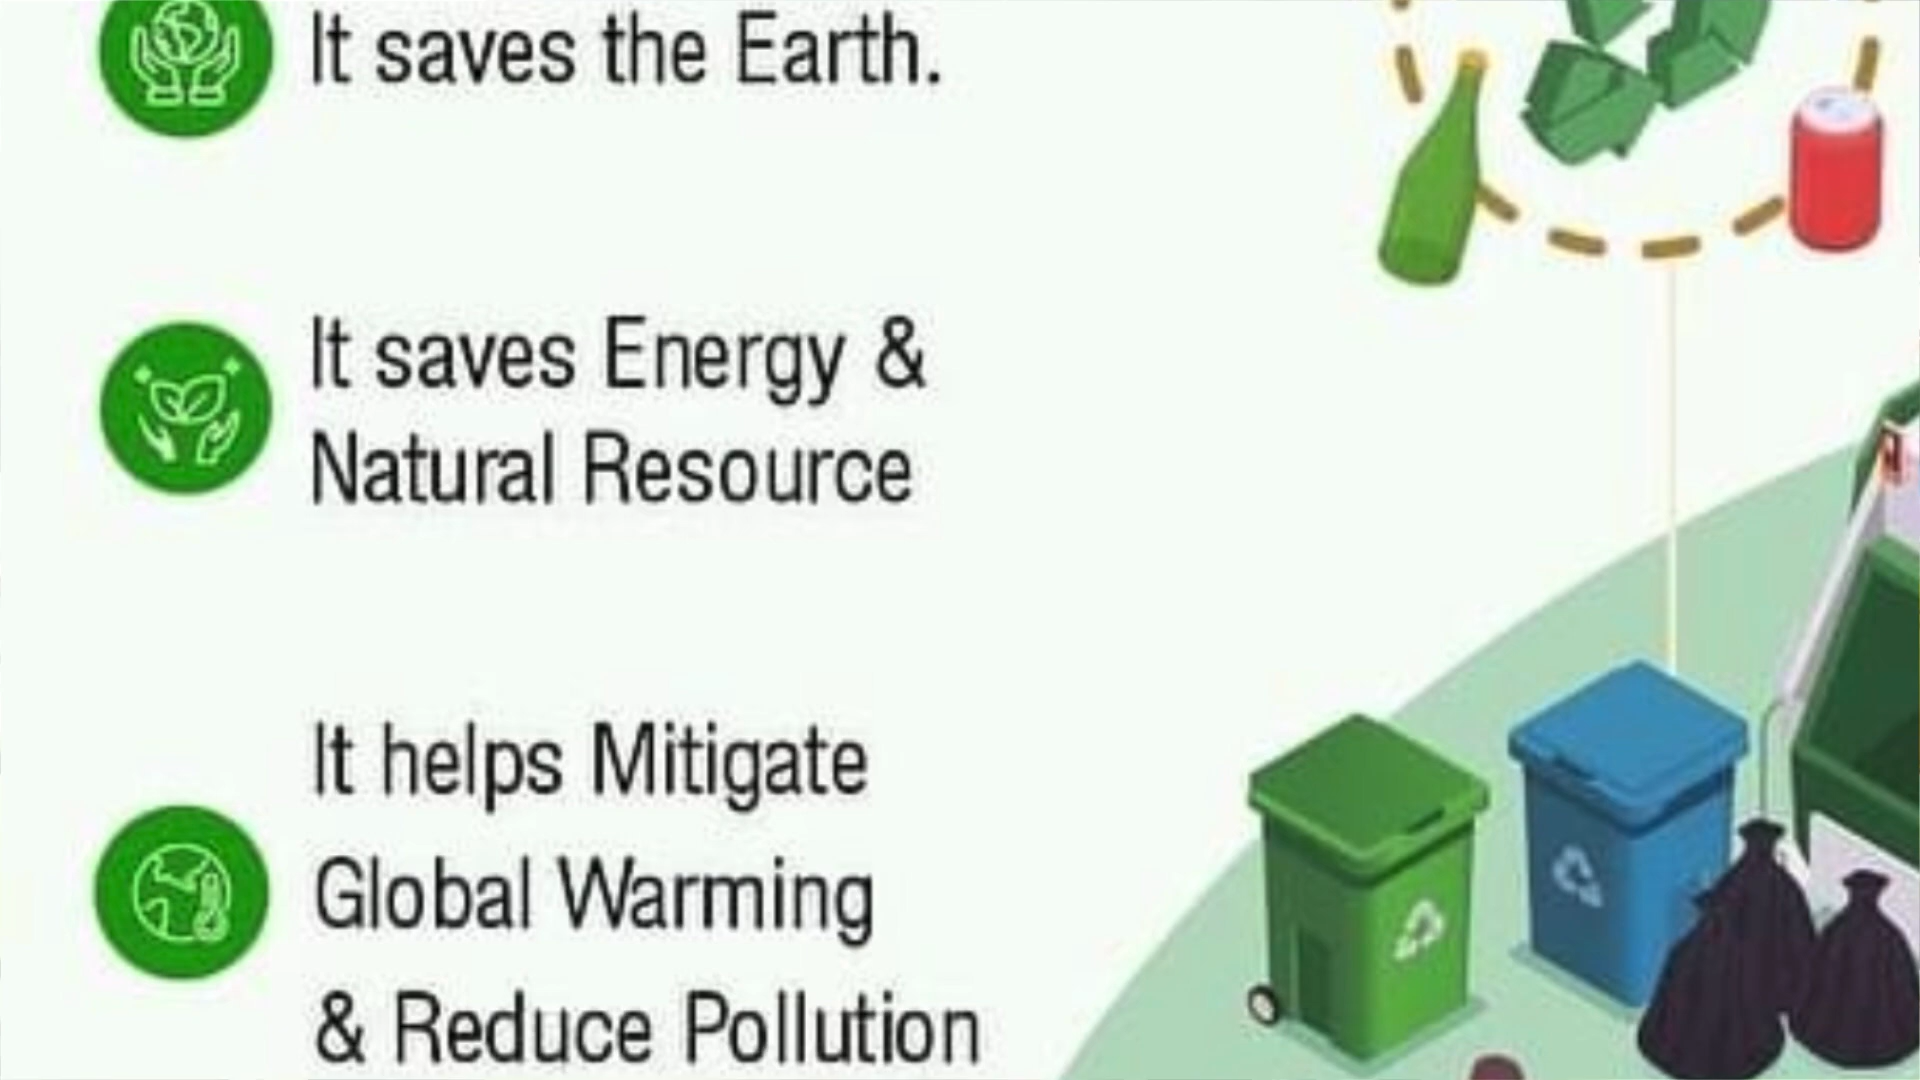 It saves the Earth.
It saves Energy &
Natural Resource
It helps Mitigate
Global Warming
& Reduce Pollution